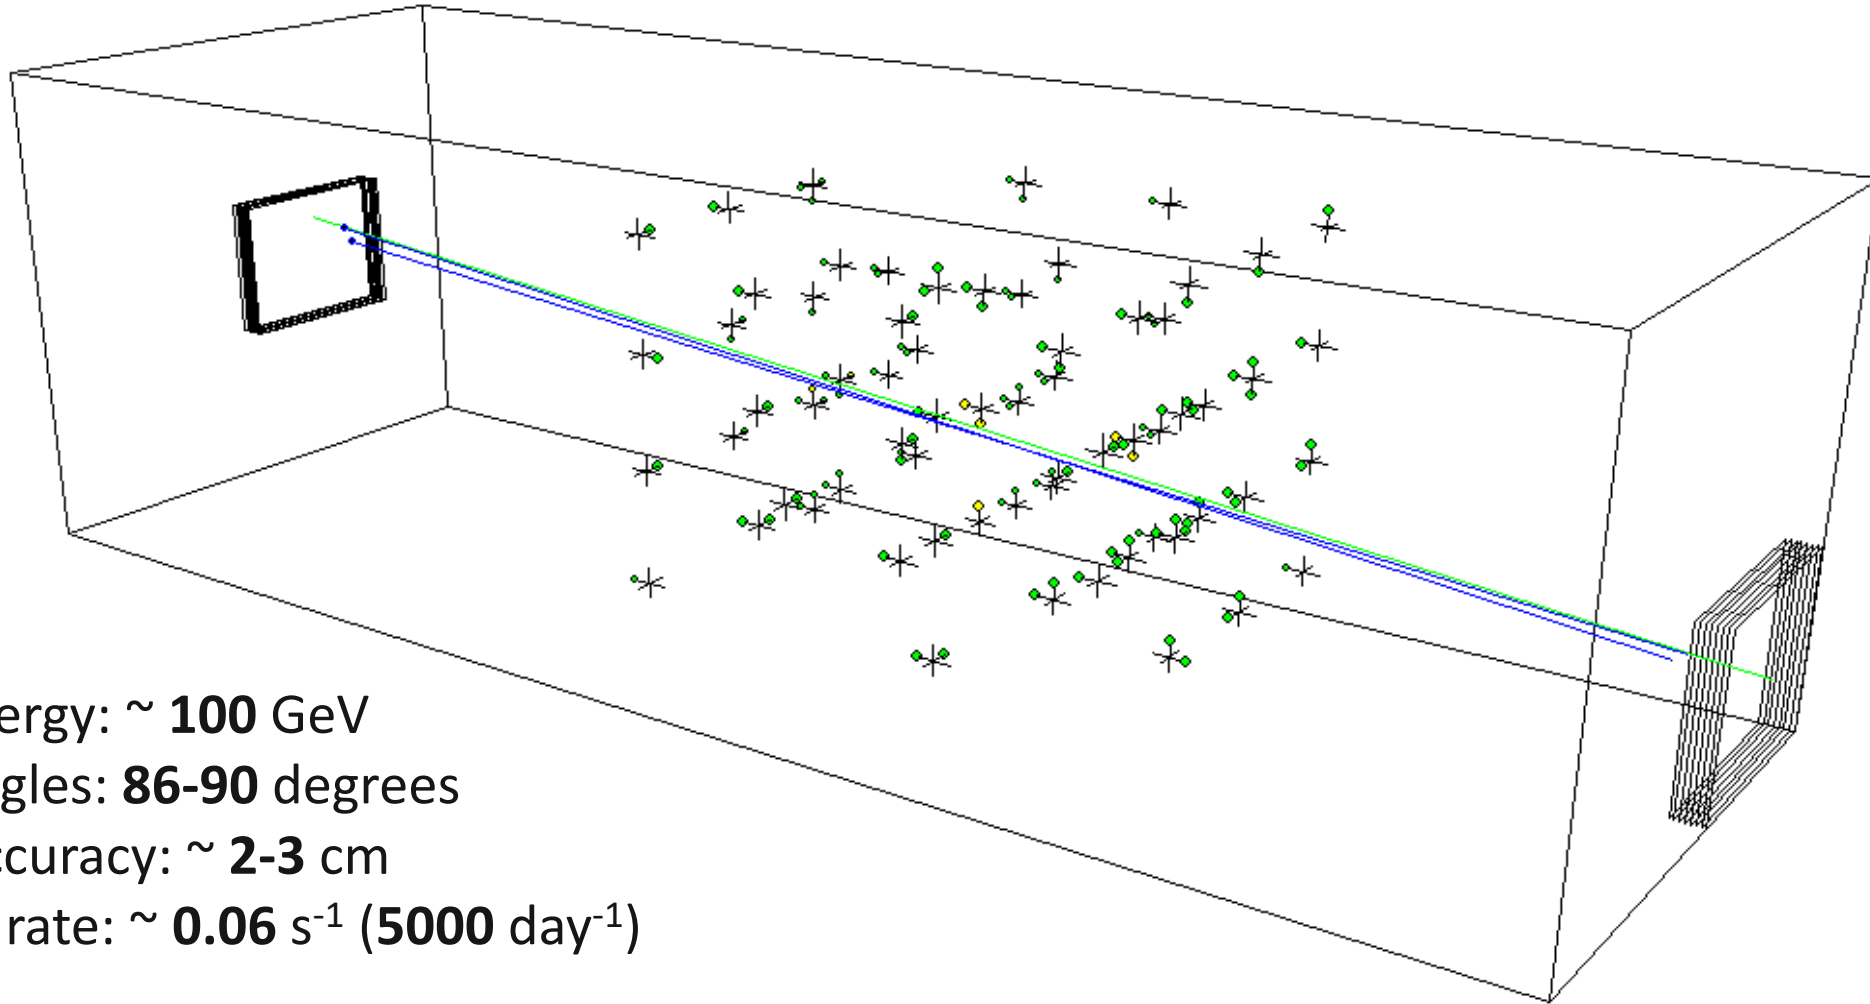 ergy: ~ 100 GeV
gles: 86-90 degrees
ccuracy: ~ 2-3 cm
rate: ~ 0.06 s⁻¹ (5000 day⁻¹)